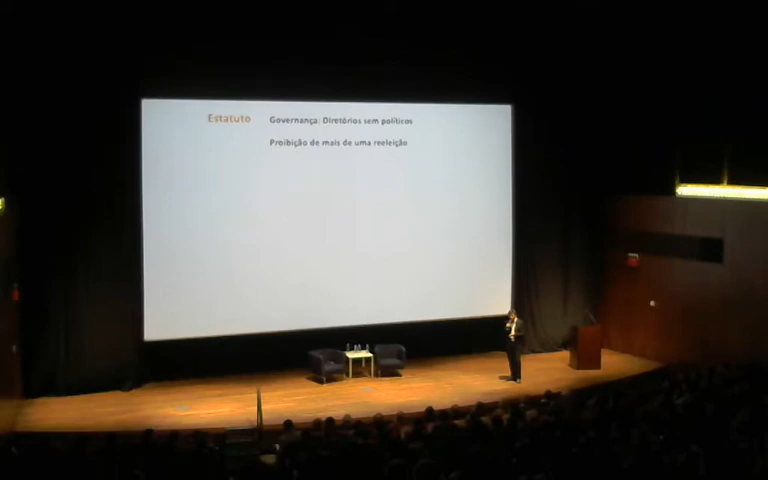 Estatuto Governança: Diretórios sem políticos
Proibição de mais de uma reeleição